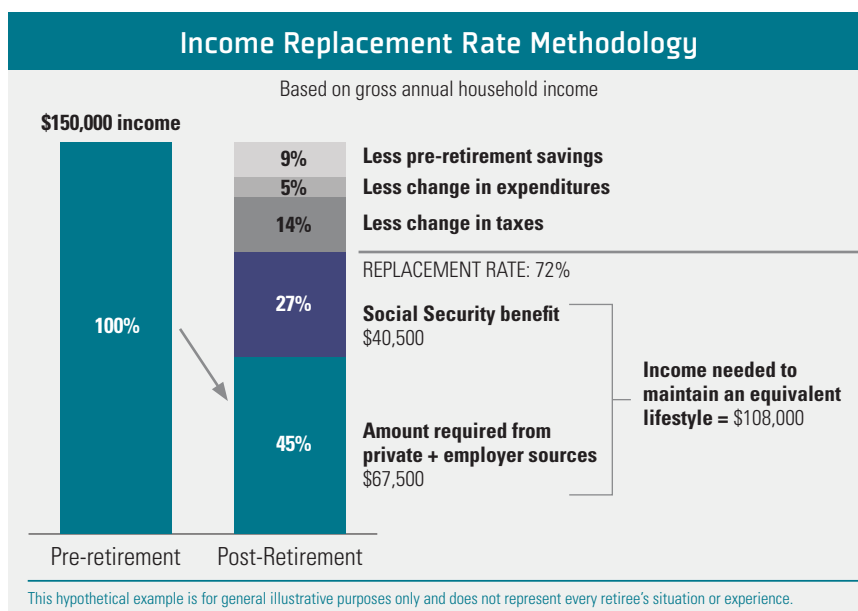 Income Replacement Rate Methodology
Based on gross annual household income
$150,000 income
100%
9%
Less pre-retirement savings
5%
Less change in expenditures
14%
Less change in taxes
REPLACEMENT RATE: 72%
27%
Social Security benefit
$40,500
45%
Amount required from
private + employer sources
$67,500
Income needed to
maintain an equivalent
lifestyle = $108,000
Pre-retirement
Post-Retirement
This hypothetical example is for general illustrative purposes only and does not represent every retiree's situation or experience.